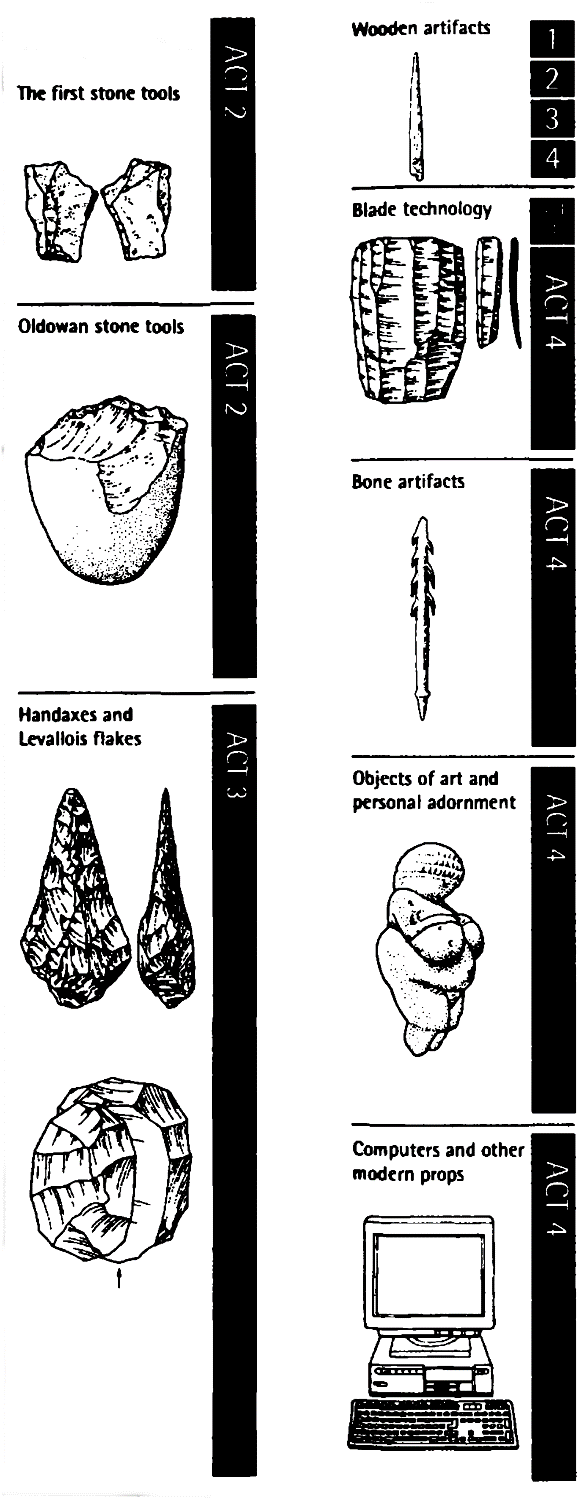 The first stone tools
ACT 2
Oldowan stone tools
ACT 2
Handaxes and
Levallois flakes
ACT 3
Wooden artifacts
1
2
3
4
Blade technology
ACT 4
Bone artifacts
ACT 4
Objects of art and
personal adornment
ACT 4
Computers and other
modern props
ACT 4